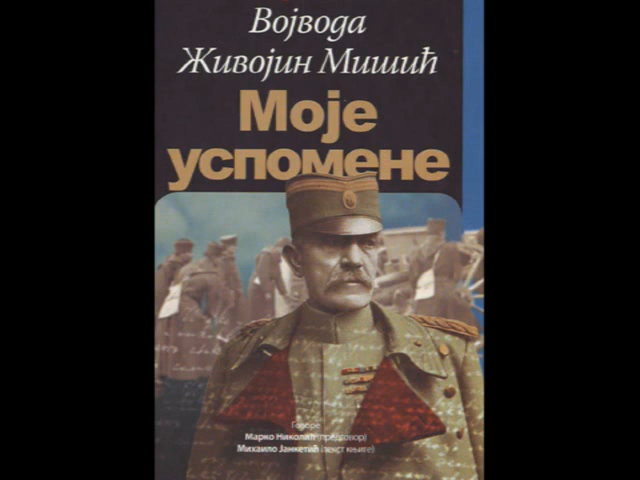 Војвода
Живојин Мишић
Моје
успомене
Говоре
Марко Николић (предговор)
Михаило Јанкетић (текст књиге)